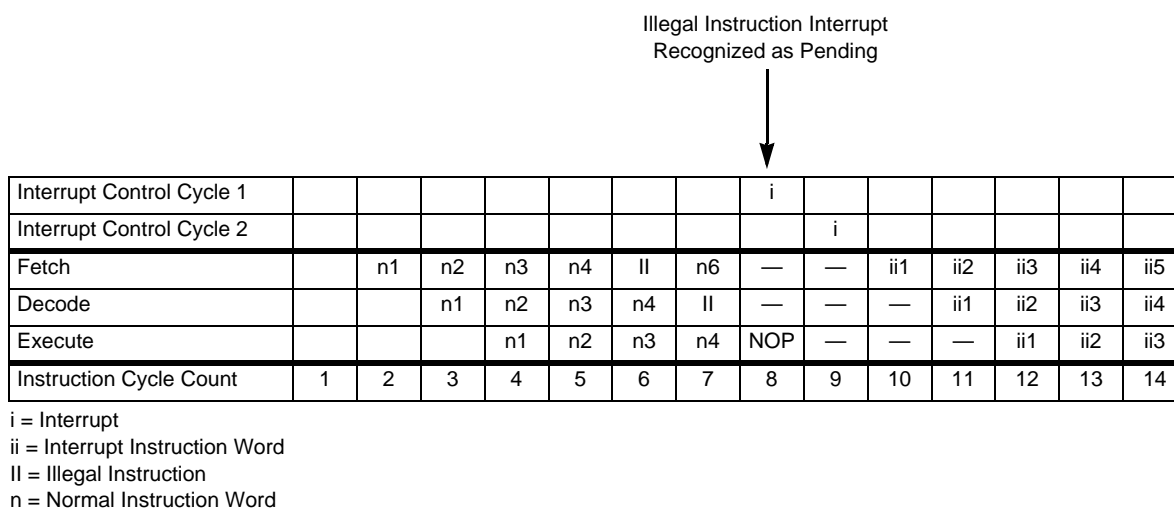 Illegal Instruction Interrupt
Recognized as Pending
Interrupt Control Cycle 1 i
Interrupt Control Cycle 2 i
Fetch n1 n2 n3 n4 II n6 — — ii1 ii2 ii3 ii4 ii5
Decode n1 n2 n3 n4 II — — — ii1 ii2 ii3 ii4
Execute n1 n2 n3 n4 NOP — — — ii1 ii2 ii3
Instruction Cycle Count 1 2 3 4 5 6 7 8 9 10 11 12 13 14
i = Interrupt
ii = Interrupt Instruction Word
II = Illegal Instruction
n = Normal Instruction Word